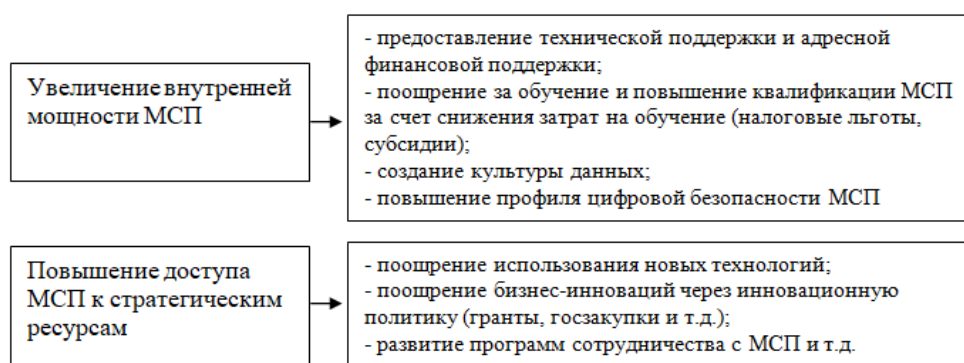 Увеличение внутренней
мощности МСП
- предоставление технической поддержки и адресной
финансовой поддержки;
- поощрение за обучение и повышение квалификации МСП
за счет снижения затрат на обучение (налоговые льготы,
субсидии);
- создание культуры данных;
- повышение профиля цифровой безопасности МСП
Повышение доступа
МСП к стратегическим
ресурсам
- поощрение использования новых технологий;
- поощрение бизнес-инноваций через инновационную
политику (гранты, госзакупки и т.д.);
- развитие программ сотрудничества с МСП и т.д.